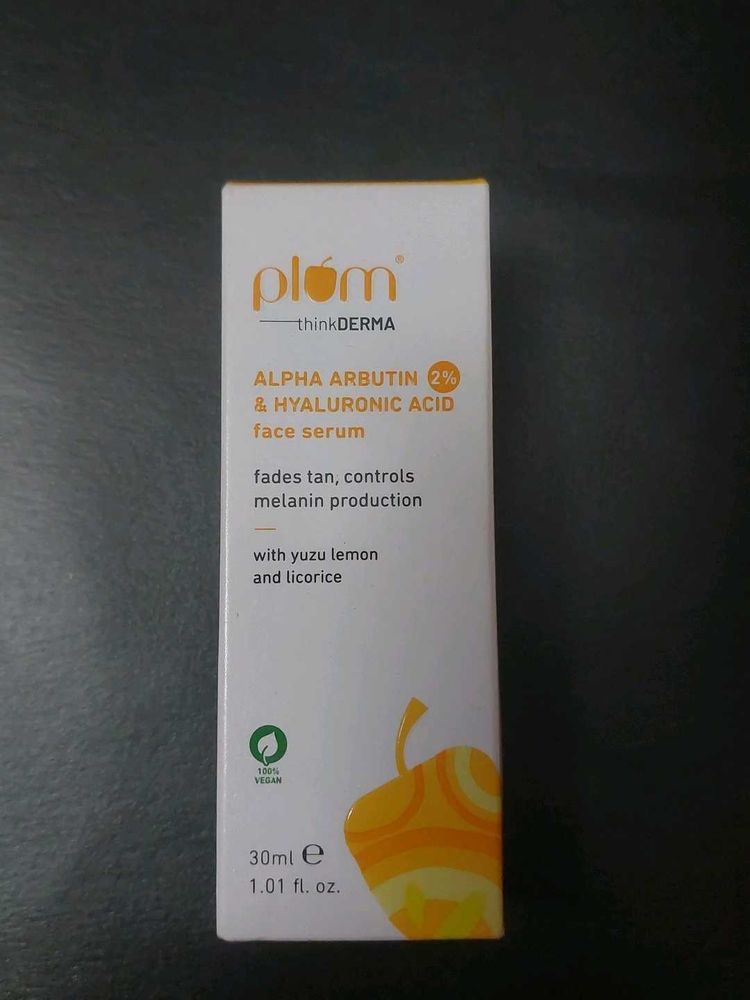 plum®
thinkDERMA
ALPHA ARBUTIN 2%
& HYALURONIC ACID
face serum
fades tan, controls
melanin production
with yuzu lemon
and licorice
100%
VEGAN
30ml ℮
1.01 fl. oz.